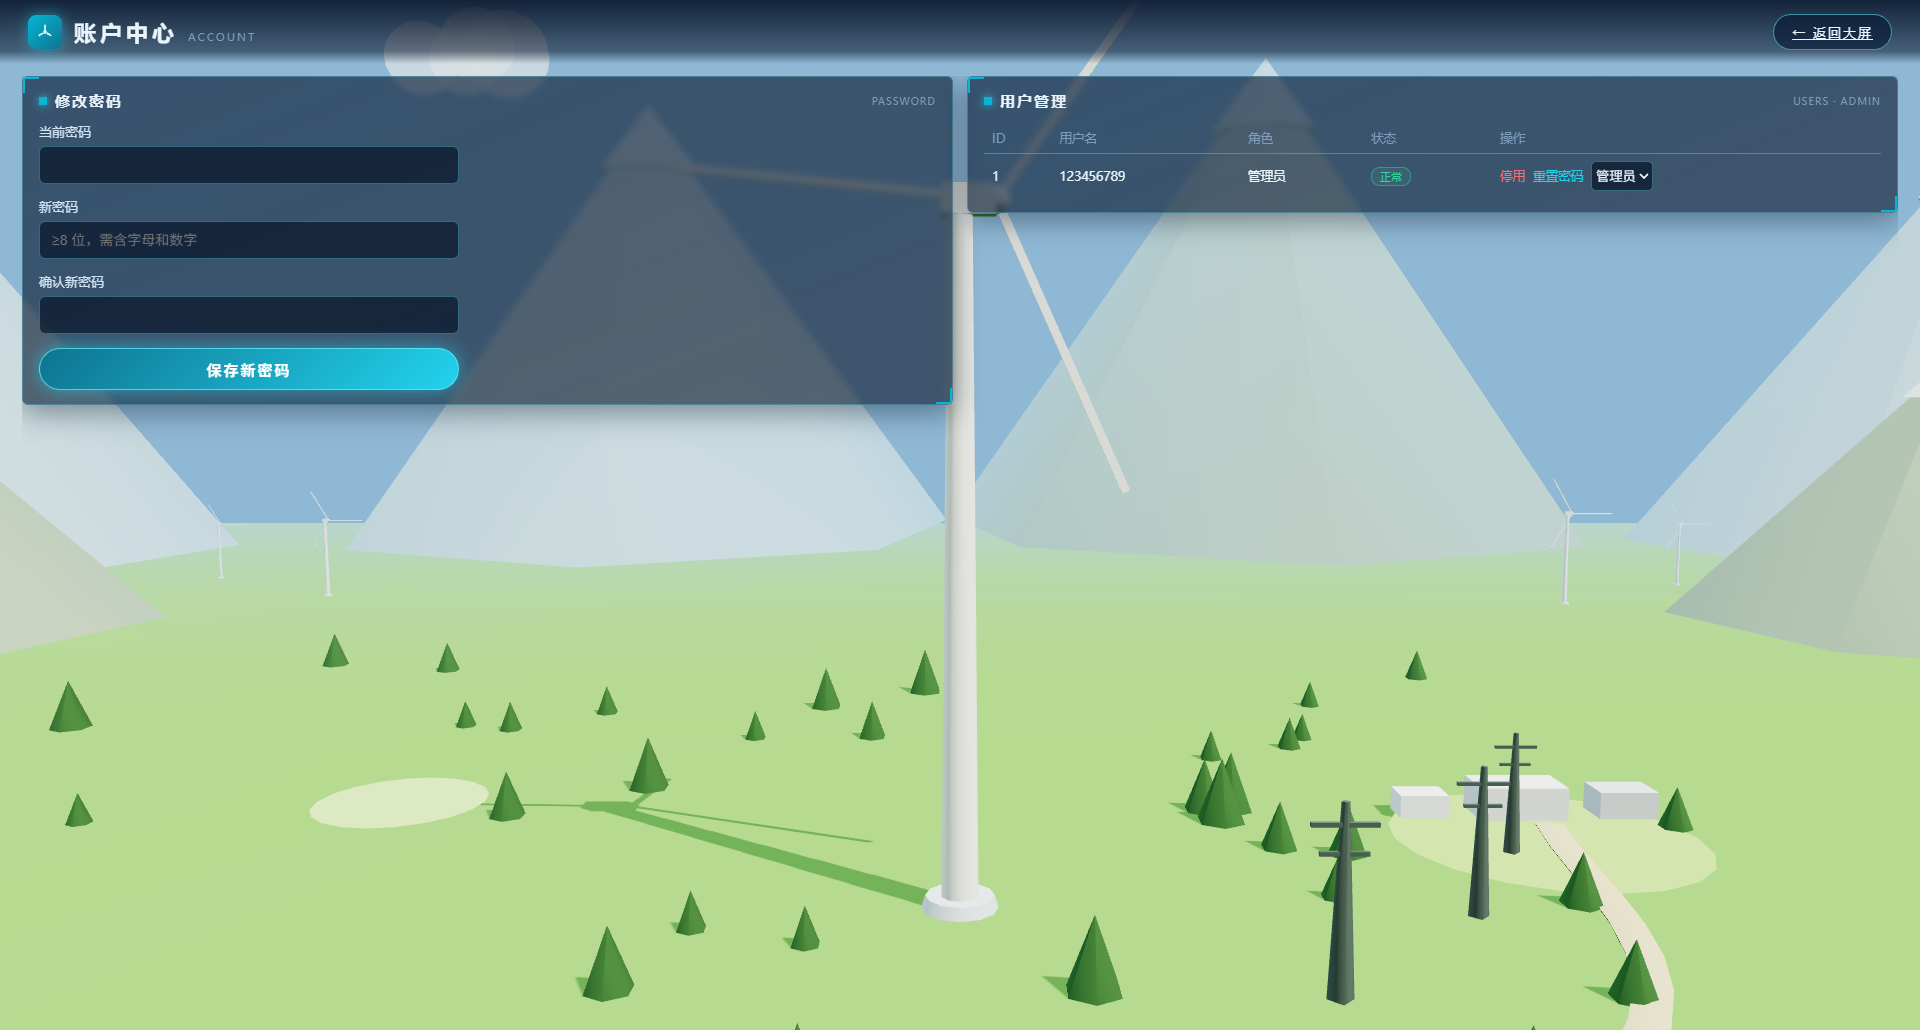 账户中心 ACCOUNT
← 返回大屏
修改密码 PASSWORD
当前密码
新密码
≥8 位，需含字母和数字
确认新密码
保存新密码
用户管理 USERS · ADMIN
ID 用户名 角色 状态 操作
1 123456789 管理员 正常 停用 重置密码 管理员